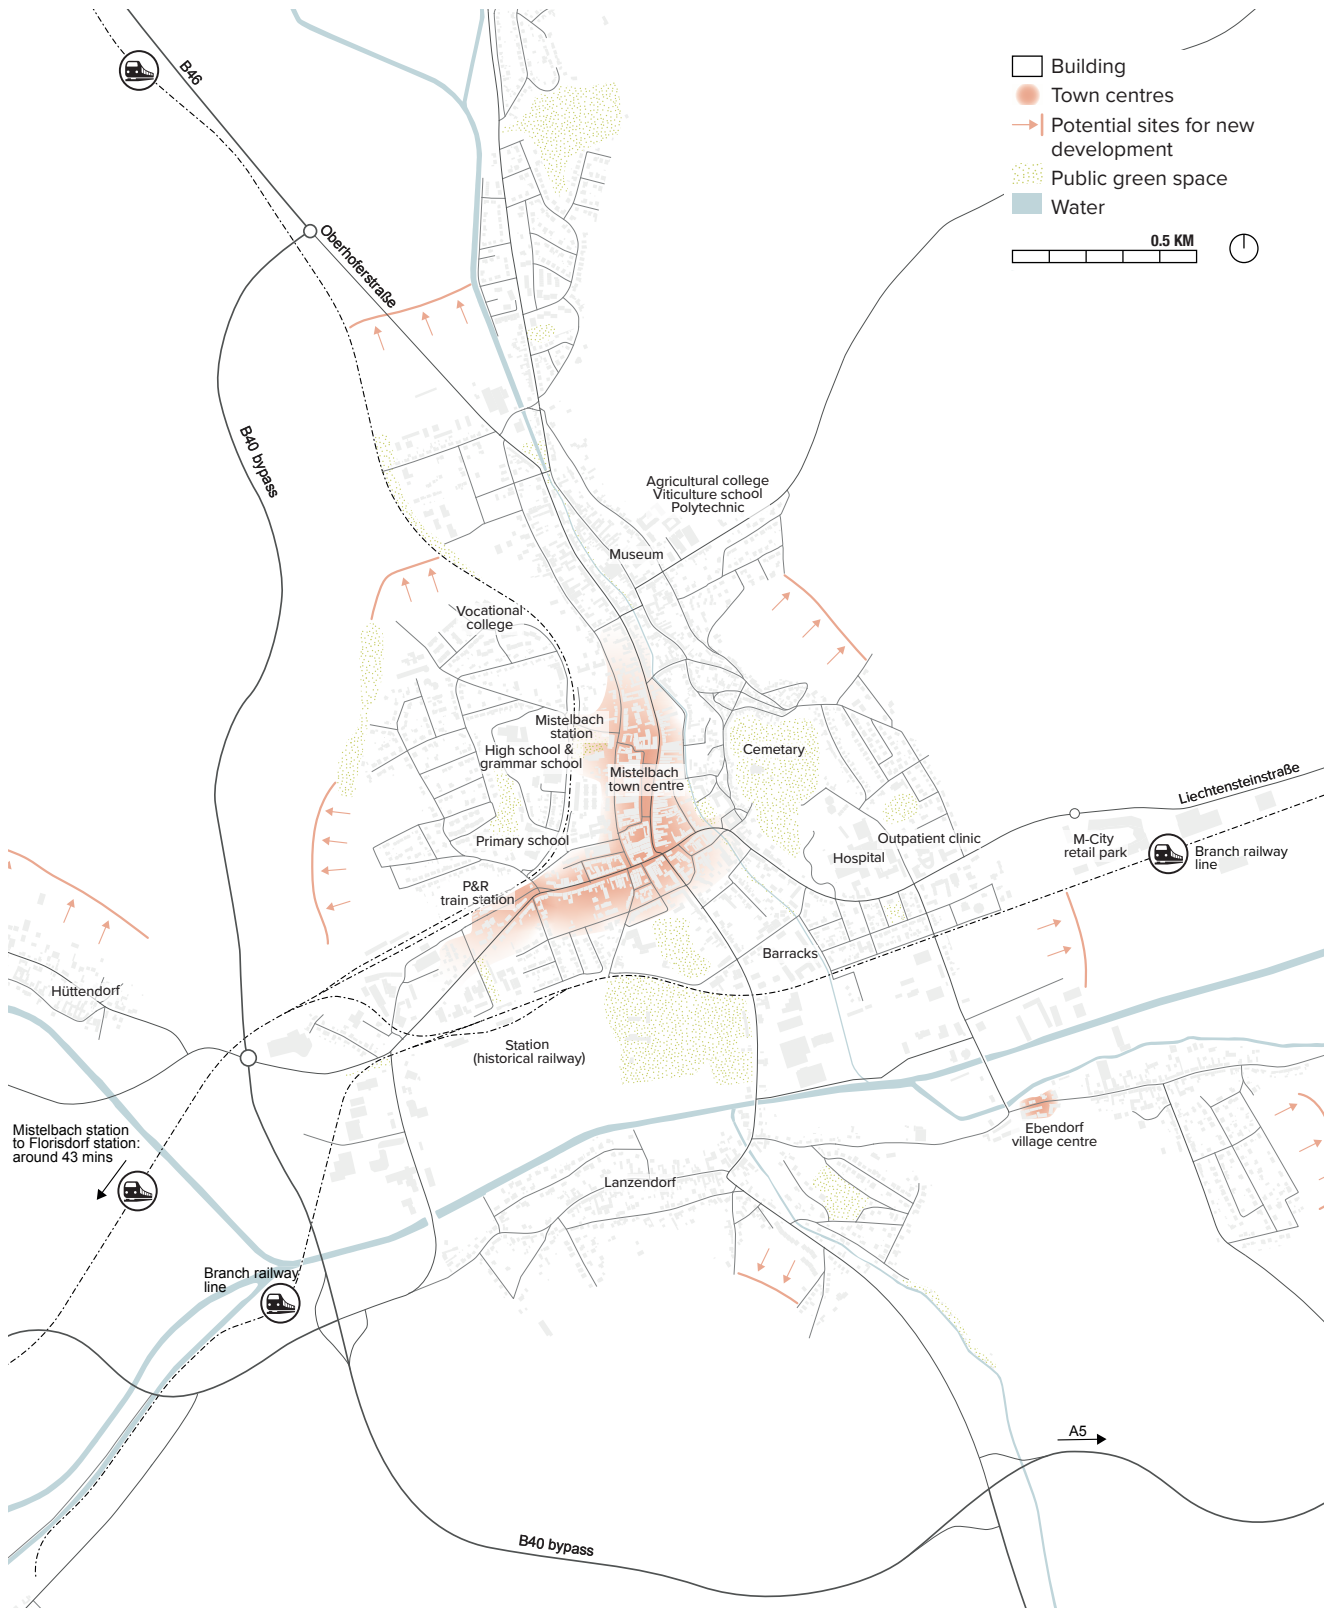 B46
Building
Town centres
Potential sites for new
development
Public green space
Water
0.5 KM
Oberhoferstraße
B40 bypass
Agricultural college
Viticulture school
Polytechnic
Museum
Vocational
college
Mistelbach
station
High school &
grammar school
Mistelbach
town centre
Cemetary
Liechtensteinstraße
Primary school
Outpatient clinic
Hospital
M-City
retail park
Branch railway
line
P&R
train station
Barracks
Hüttendorf
Station
(historical railway)
Mistelbach station
to Florisdorf station:
around 43 mins
Ebendorf
village centre
Lanzendorf
Branch railway
line
A5
B40 bypass